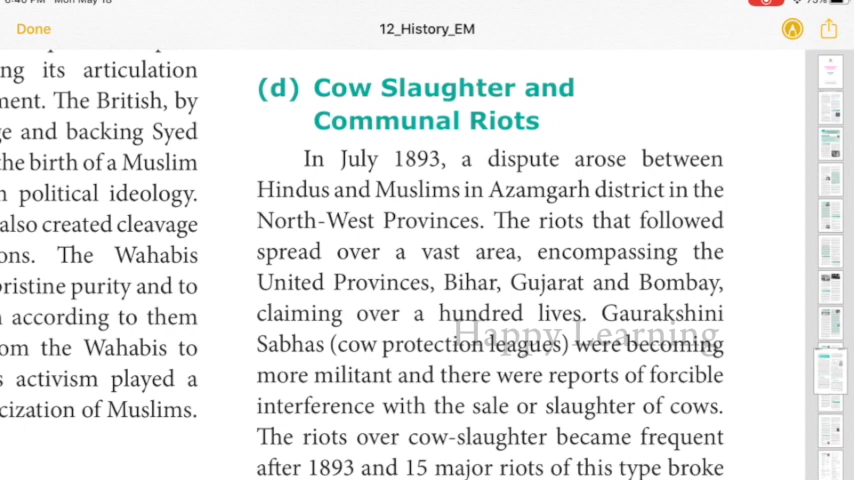 Done
12_History_EM
ng its articulation
ment. The British, by
ge and backing Syed
the birth of a Muslim
n political ideology.
also created cleavage
ons. The Wahabis
pristine purity and to
n according to them
om the Wahabis to
s activism played a
cization of Muslims.
(d) Cow Slaughter and
Communal Riots
In July 1893, a dispute arose between
Hindus and Muslims in Azamgarh district in the
North-West Provinces. The riots that followed
spread over a vast area, encompassing the
United Provinces, Bihar, Gujarat and Bombay,
claiming over a hundred lives. Gaurakshini
Happy Learning
Sabhas (cow protection leagues) were becoming
more militant and there were reports of forcible
interference with the sale or slaughter of cows.
The riots over cow-slaughter became frequent
after 1893 and 15 major riots of this type broke